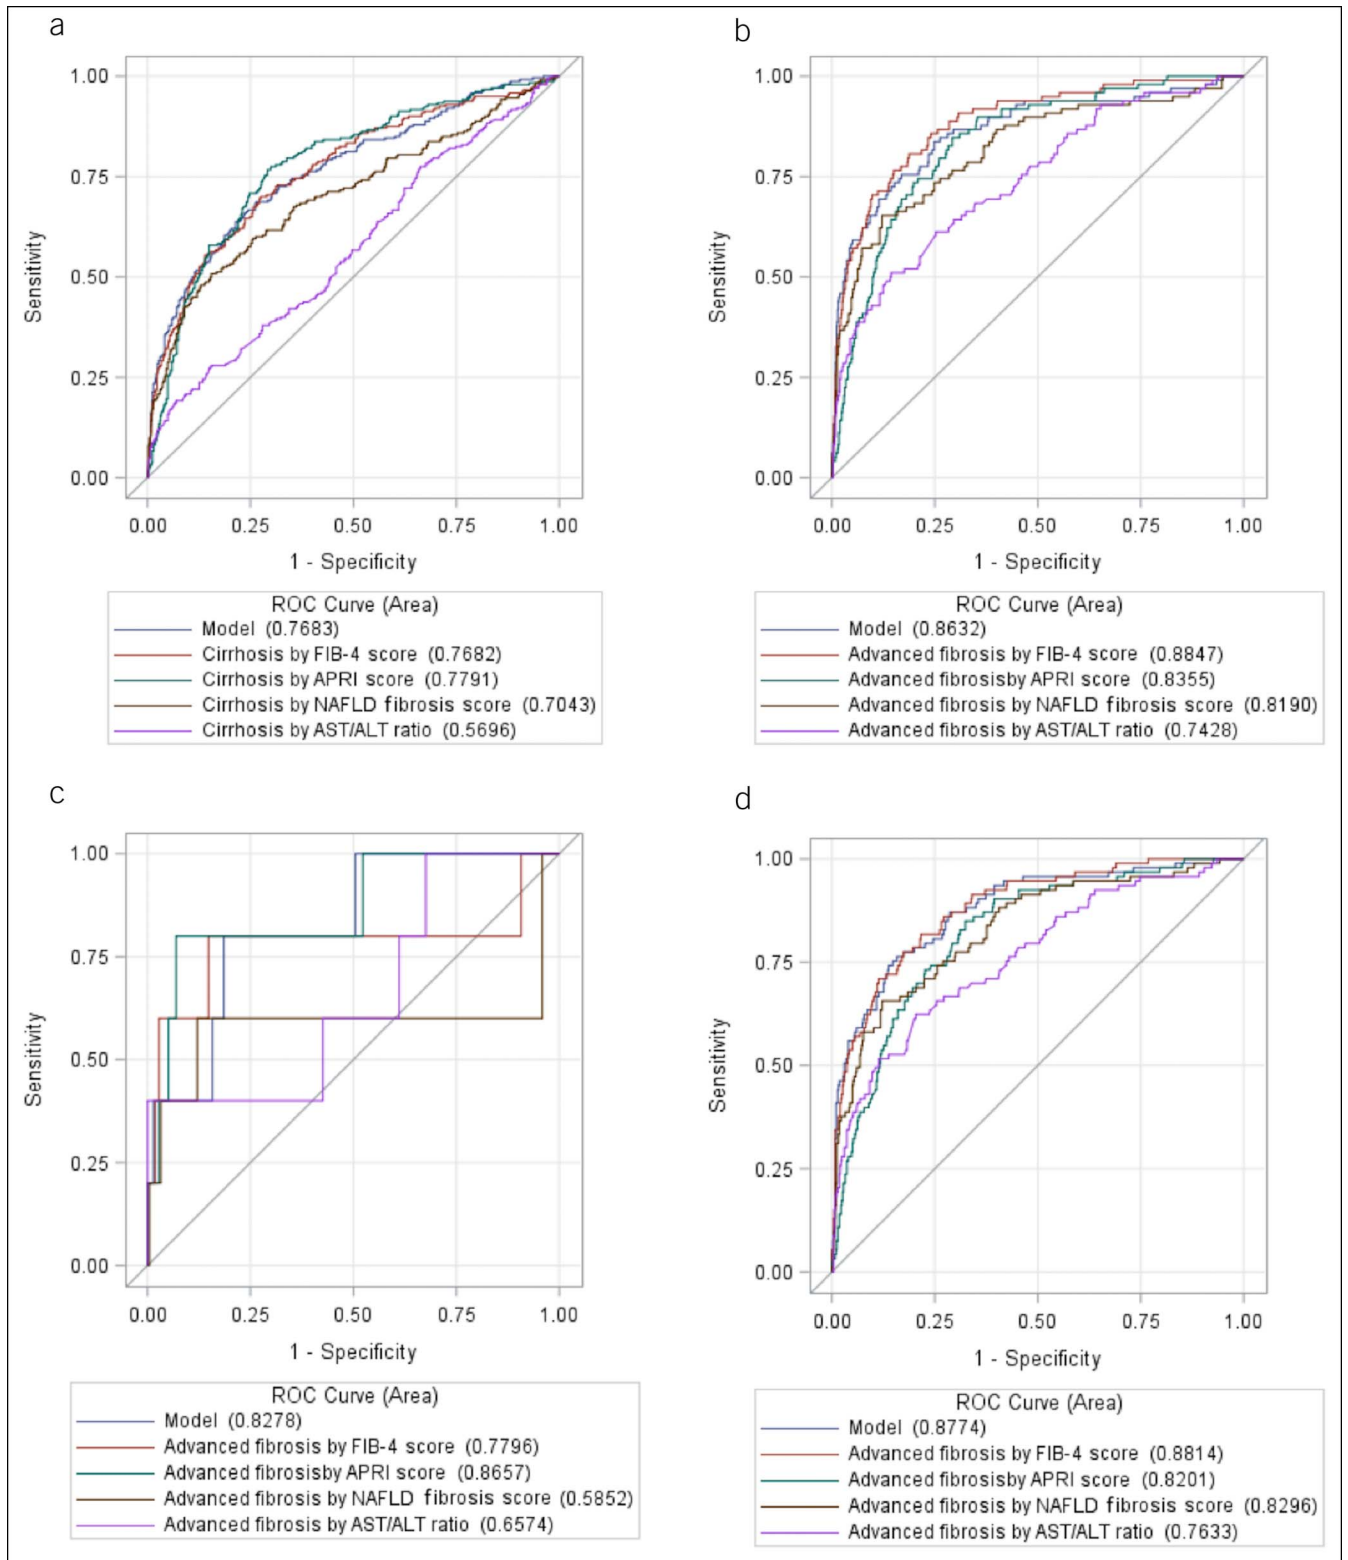 a
1.00
0.75
0.50
0.25
0.00
Sensitivity
0.00 0.25 0.50 0.75 1.00
1 - Specificity
ROC Curve (Area)
Model (0.7683)
Cirrhosis by FIB-4 score (0.7682)
Cirrhosis by APRI score (0.7791)
Cirrhosis by NAFLD fibrosis score (0.7043)
Cirrhosis by AST/ALT ratio (0.5696)
b
1.00
0.75
0.50
0.25
0.00
Sensitivity
0.00 0.25 0.50 0.75 1.00
1 - Specificity
ROC Curve (Area)
Model (0.8632)
Advanced fibrosis by FIB-4 score (0.8847)
Advanced fibrosisby APRI score (0.8355)
Advanced fibrosis by NAFLD fibrosis score (0.8190)
Advanced fibrosis by AST/ALT ratio (0.7428)
c
1.00
0.75
0.50
0.25
0.00
Sensitivity
0.00 0.25 0.50 0.75 1.00
1 - Specificity
ROC Curve (Area)
Model (0.8278)
Advanced fibrosis by FIB-4 score (0.7796)
Advanced fibrosisby APRI score (0.8657)
Advanced fibrosis by NAFLD fibrosis score (0.5852)
Advanced fibrosis by AST/ALT ratio (0.6574)
d
1.00
0.75
0.50
0.25
0.00
Sensitivity
0.00 0.25 0.50 0.75 1.00
1 - Specificity
ROC Curve (Area)
Model (0.8774)
Advanced fibrosis by FIB-4 score (0.8814)
Advanced fibrosisby APRI score (0.8201)
Advanced fibrosis by NAFLD fibrosis score (0.8296)
Advanced fibrosis by AST/ALT ratio (0.7633)